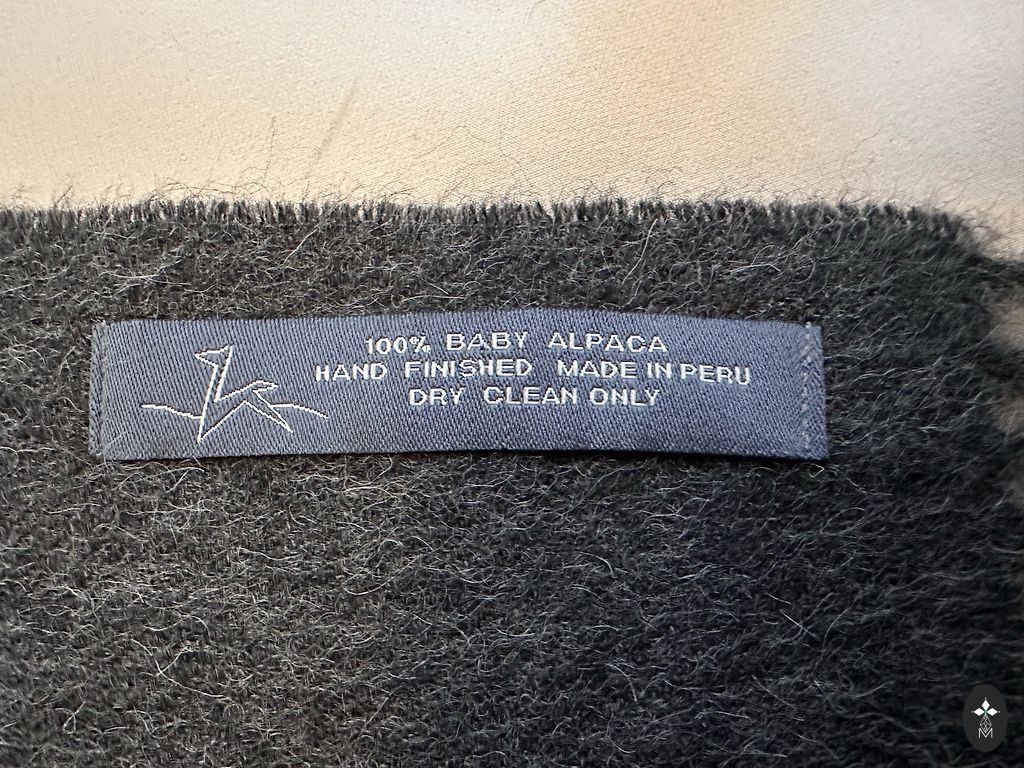 100% BABY ALPACA
HAND FINISHED MADE IN PERU
DRY CLEAN ONLY
M